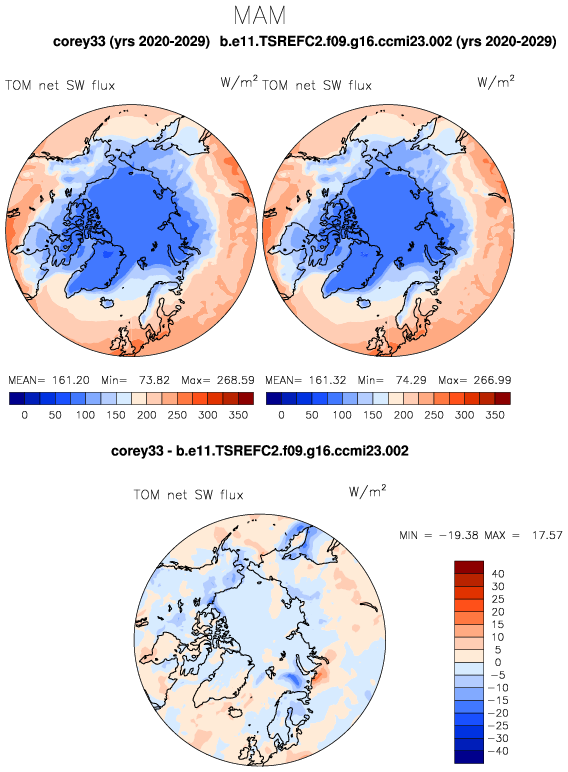 MAM
corey33 (yrs 2020-2029) b.e11.TSREFC2.f09.g16.ccmi23.002 (yrs 2020-2029)
TOM net SW flux W/m² TOM net SW flux W/m²
MEAN= 161.20 Min= 73.82 Max= 268.59 MEAN= 161.32 Min= 74.29 Max= 266.99
0 50 100 150 200 250 300 350 0 50 100 150 200 250 300 350
corey33 - b.e11.TSREFC2.f09.g16.ccmi23.002
TOM net SW flux W/m²
MIN = -19.38 MAX = 17.57
40
30
25
20
15
10
5
0
-5
-10
-15
-20
-25
-30
-40